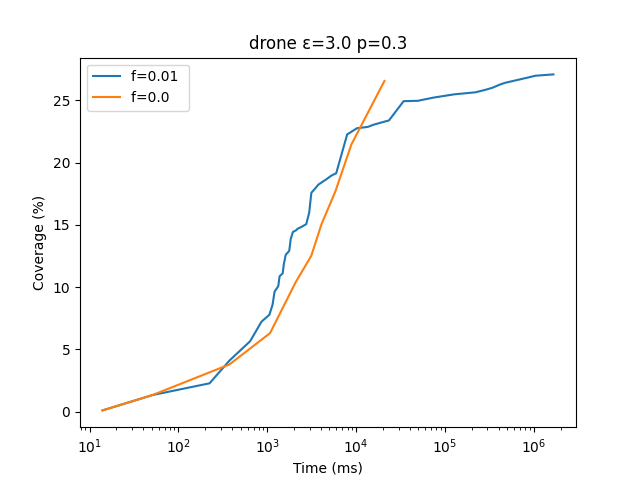 drone ε=3.0 p=0.3
f=0.01
f=0.0
Coverage (%)
25
20
15
10
5
0
10¹ 10² 10³ 10⁴ 10⁵ 10⁶
Time (ms)